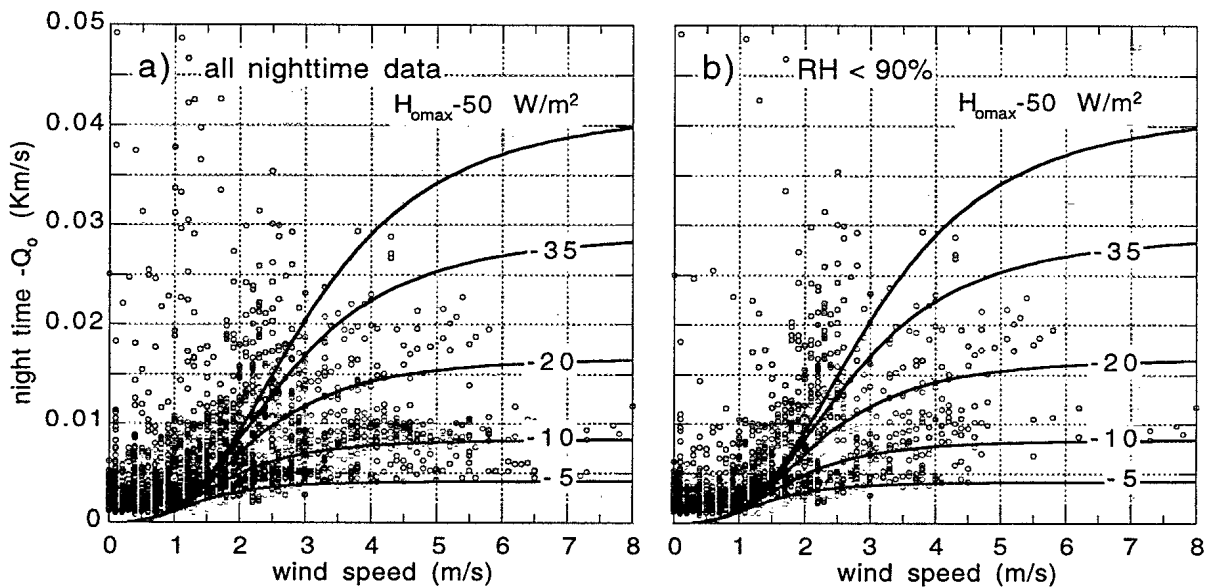 night time -Qo (Km/s)
0.05
0.04
0.03
0.02
0.01
0
a) all nighttime data
Homax-50 W/m²
-35
-20
-10
-5
0 1 2 3 4 5 6 7 8
wind speed (m/s)
b) RH < 90%
Homax-50 W/m²
-35
-20
-10
-5
0 1 2 3 4 5 6 7 8
wind speed (m/s)